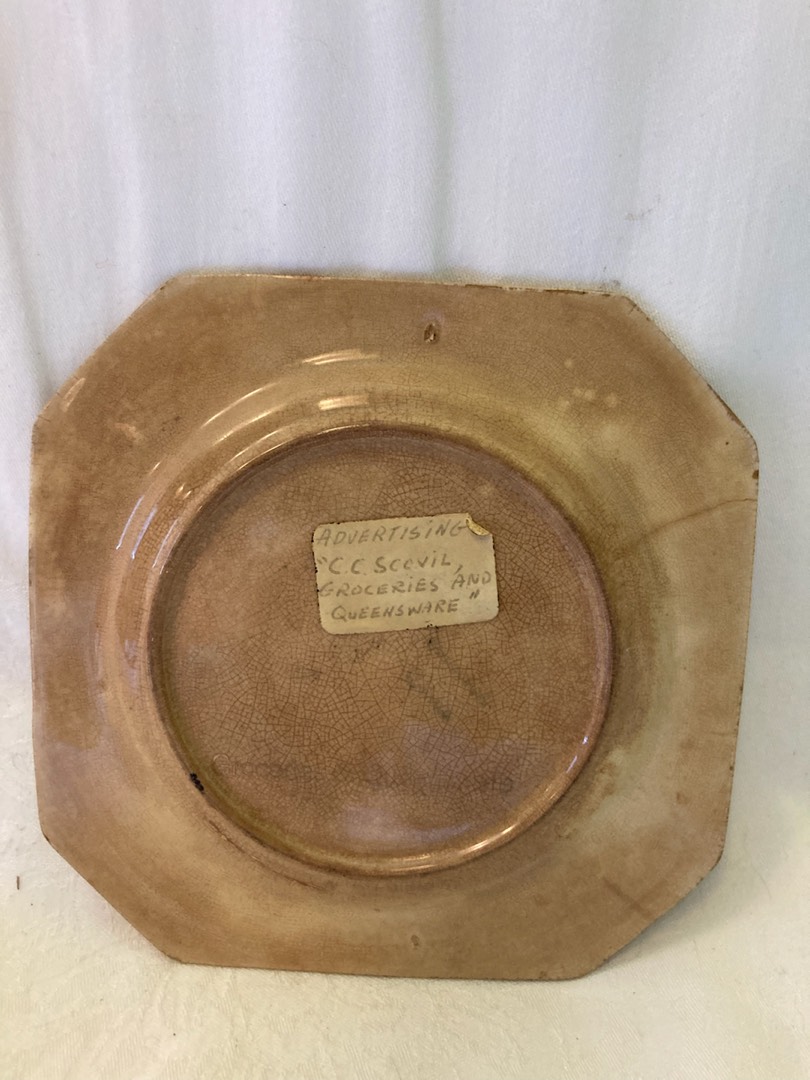 ADVERTISING
"C.C. SCOVIL,
GROCERIES AND
QUEENSWARE"